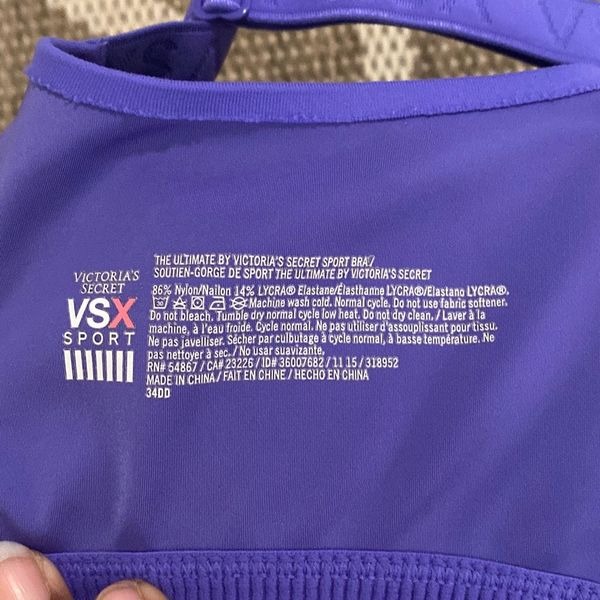 VICTORIA'S
SECRET
VSX
SPORT
THE ULTIMATE BY VICTORIA'S SECRET SPORT BRA/
SOUTIEN-GORGE DE SPORT THE ULTIMATE BY VICTORIA'S SECRET
86% Nylon/Nailon 14% LYCRA® Elastane/Élasthanne LYCRA®/Elastano LYCRA®.
Machine wash cold. Normal cycle. Do not use fabric softener.
Do not bleach. Tumble dry normal cycle low heat. Do not dry clean. / Laver à la
machine, à l'eau froide. Cycle normal. Ne pas utiliser d'assouplissant pour tissu.
Ne pas javelliser. Sécher par culbutage à cycle normal, à basse température. Ne
pas nettoyer à sec. / No usar suavizante.
RN# 54867 / CA# 23226 / ID# 36007682 / 11 15 / 318952
MADE IN CHINA / FAIT EN CHINE / HECHO EN CHINA
34DD